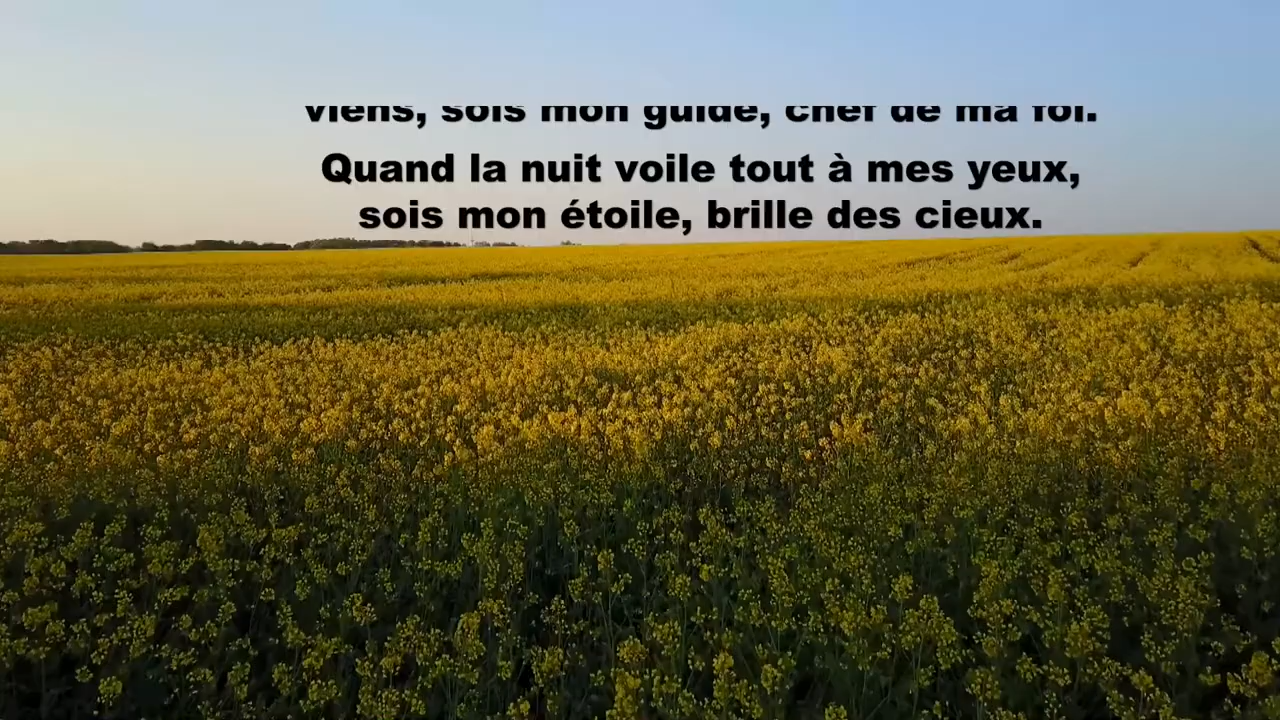 viens, sois mon guide, chef de ma foi.
Quand la nuit voile tout à mes yeux,
sois mon étoile, brille des cieux.